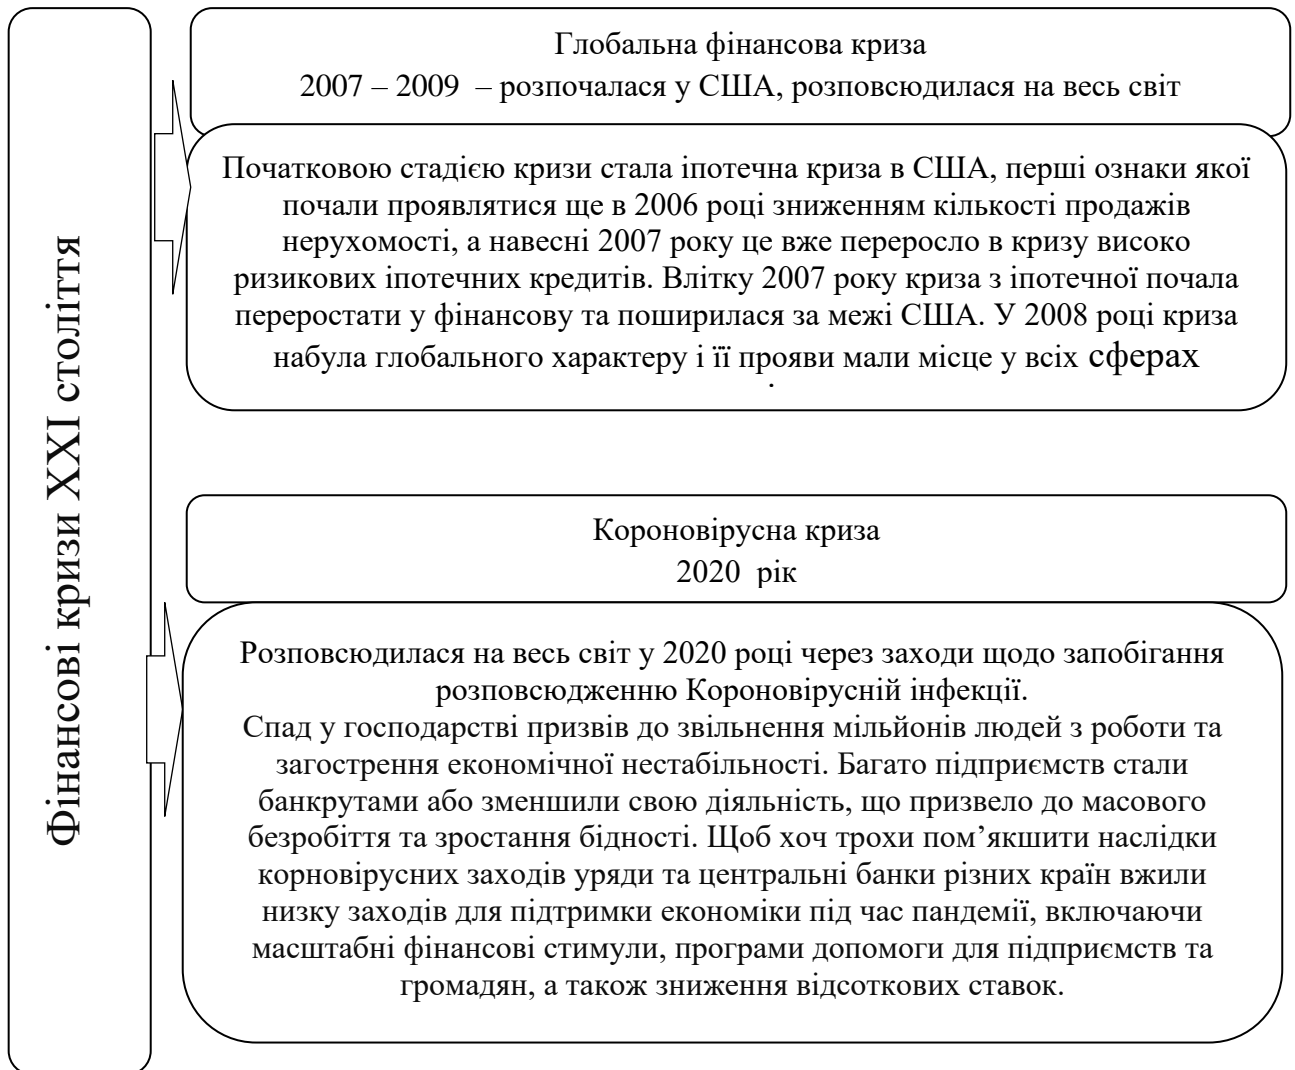 Фінансові кризи XXI століття
Глобальна фінансова криза
2007 – 2009 – розпочалася у США, розповсюдилася на весь світ
Початковою стадією кризи стала іпотечна криза в США, перші ознаки якої
почали проявлятися ще в 2006 році зниженням кількості продажів
нерухомості, а навесні 2007 року це вже переросло в кризу високо
ризикових іпотечних кредитів. Влітку 2007 року криза з іпотечної почала
переростати у фінансову та поширилася за межі США. У 2008 році криза
набула глобального характеру і її прояви мали місце у всіх сферах
Короновірусна криза
2020 рік
Розповсюдилася на весь світ у 2020 році через заходи щодо запобігання
розповсюдженню Короновірусній інфекції.
Спад у господарстві призвів до звільнення мільйонів людей з роботи та
загострення економічної нестабільності. Багато підприємств стали
банкрутами або зменшили свою діяльність, що призвело до масового
безробіття та зростання бідності. Щоб хоч трохи пом’якшити наслідки
корновірусних заходів уряди та центральні банки різних країн вжили
низку заходів для підтримки економіки під час пандемії, включаючи
масштабні фінансові стимули, програми допомоги для підприємств та
громадян, а також зниження відсоткових ставок.